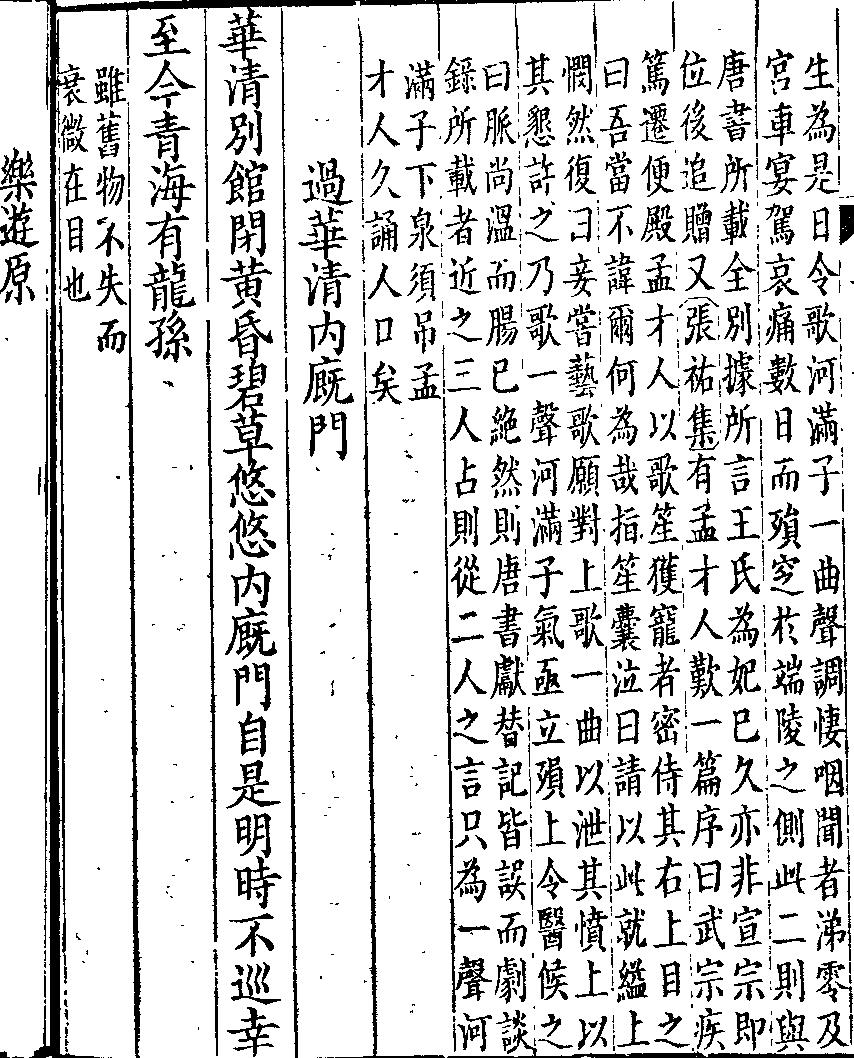 生為是日令歌河滿子一曲聲調悽咽聞者涕零及
宮車宴駕哀痛數日而殞窆於端陵之側此二則與
唐書所載全別據所言王氏為妃已久亦非宣宗即
位後追贈又張祐集有孟才人歎一篇序曰武宗疾
篤遷便殿孟才人以歌笙獲寵者密侍其右上目之
曰吾當不諱爾何為哉指笙囊泣曰請以此就縊上
憫然復曰妾嘗藝歌願對上歌一曲以泄其憤上以
其懇許之乃歌一聲河滿子氣亟立殞上令醫候之
曰脈尚溫而腸已絶然則唐書獻替記皆誤而劇談
錄所載者近之三人占則從二人之言只為一聲河
滿子下泉須吊孟
才人久誦人口矣
過華清内廐門
華清別館閉黄昏碧草悠悠内廐門自是明時不巡幸
至今青海有龍孫
雖舊物不失而
衰微在目也
樂遊原